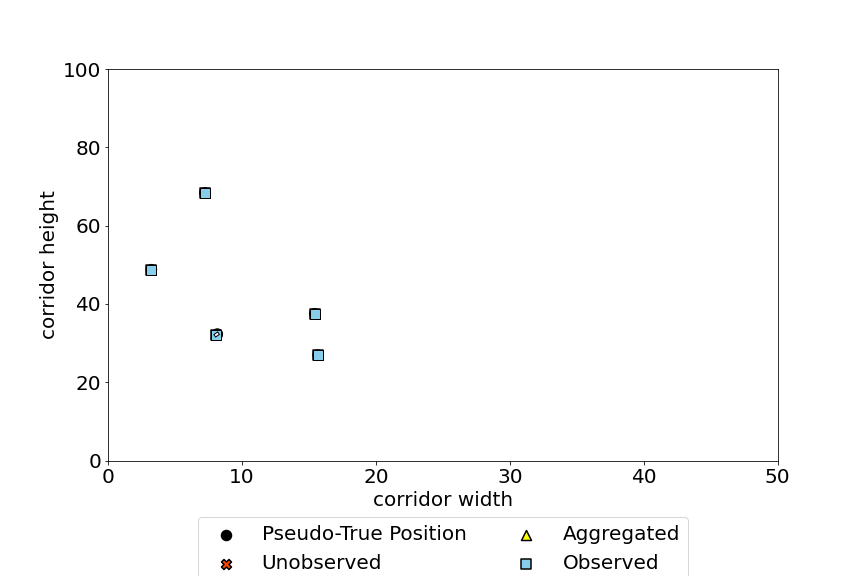 100
80
60
40
20
0
corridor height
0 10 20 30 40 50
corridor width
Pseudo-True Position Aggregated
Unobserved Observed